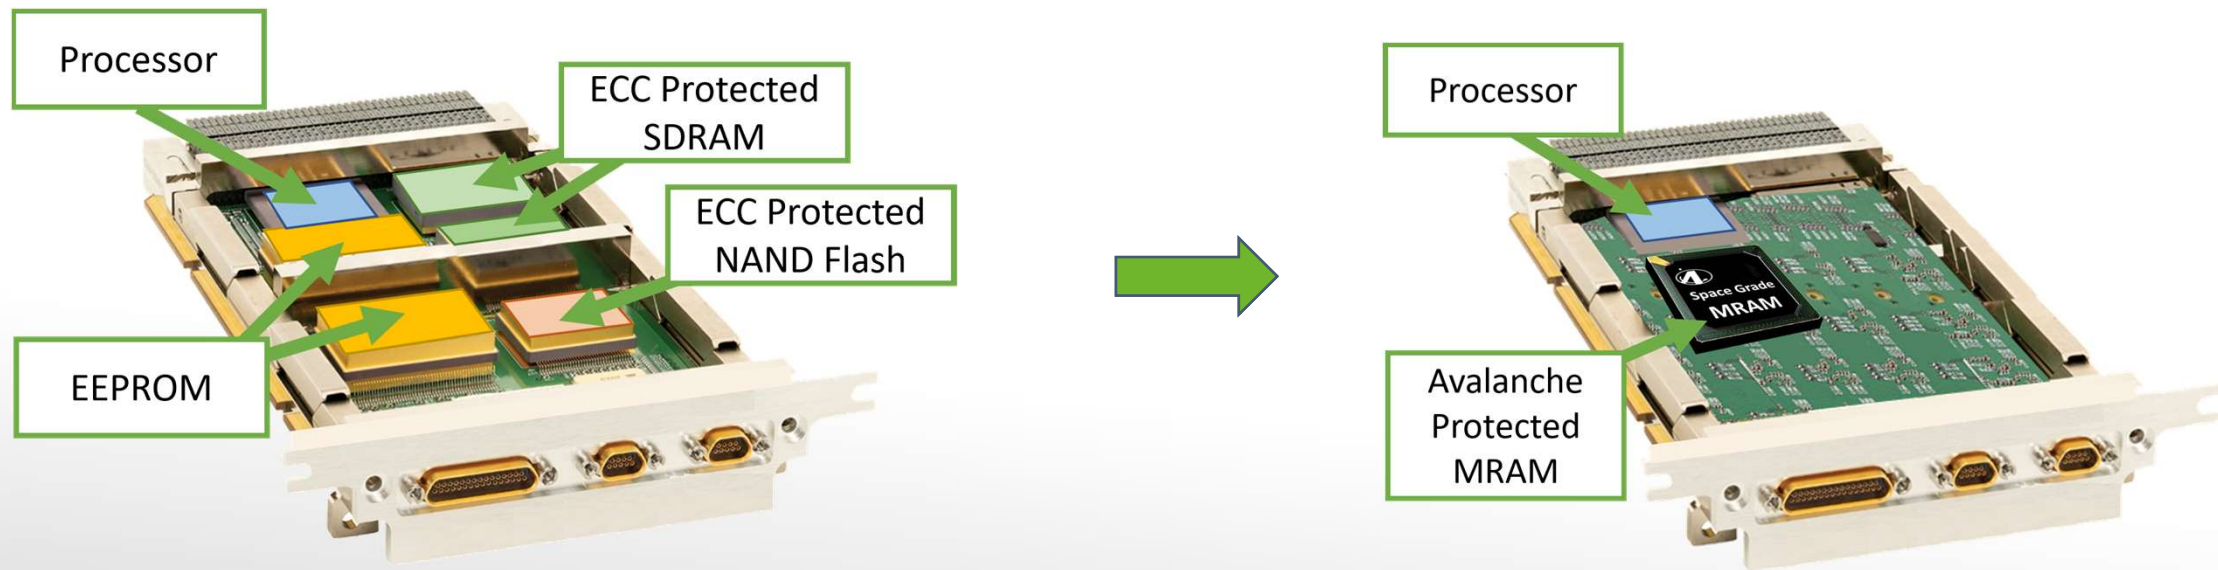 Processor
ECC Protected
SDRAM
ECC Protected
NAND Flash
EEPROM
Processor
Space Grade
MRAM
Avalanche
Protected
MRAM